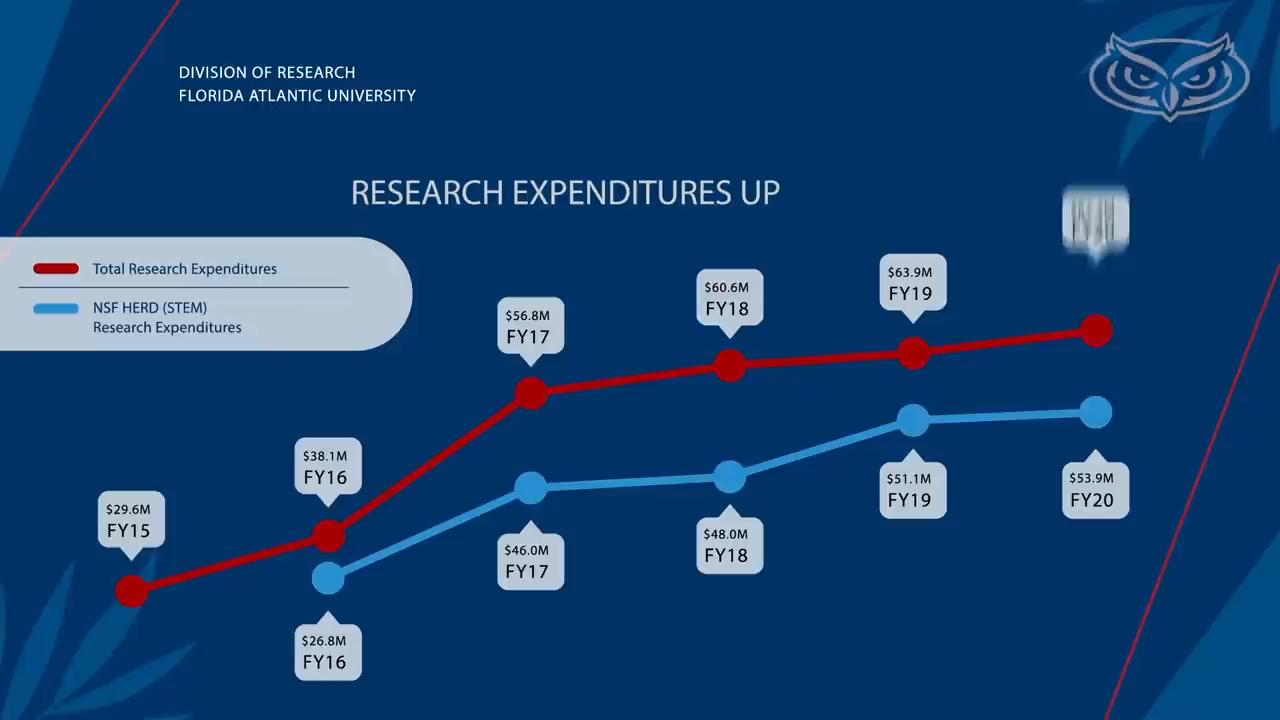 DIVISION OF RESEARCH
FLORIDA ATLANTIC UNIVERSITY
RESEARCH EXPENDITURES UP
Total Research Expenditures
NSF HERD (STEM)
Research Expenditures
$29.6M
FY15
$38.1M
FY16
$56.8M
FY17
$60.6M
FY18
$63.9M
FY19
$26.8M
FY16
$46.0M
FY17
$48.0M
FY18
$51.1M
FY19
$53.9M
FY20